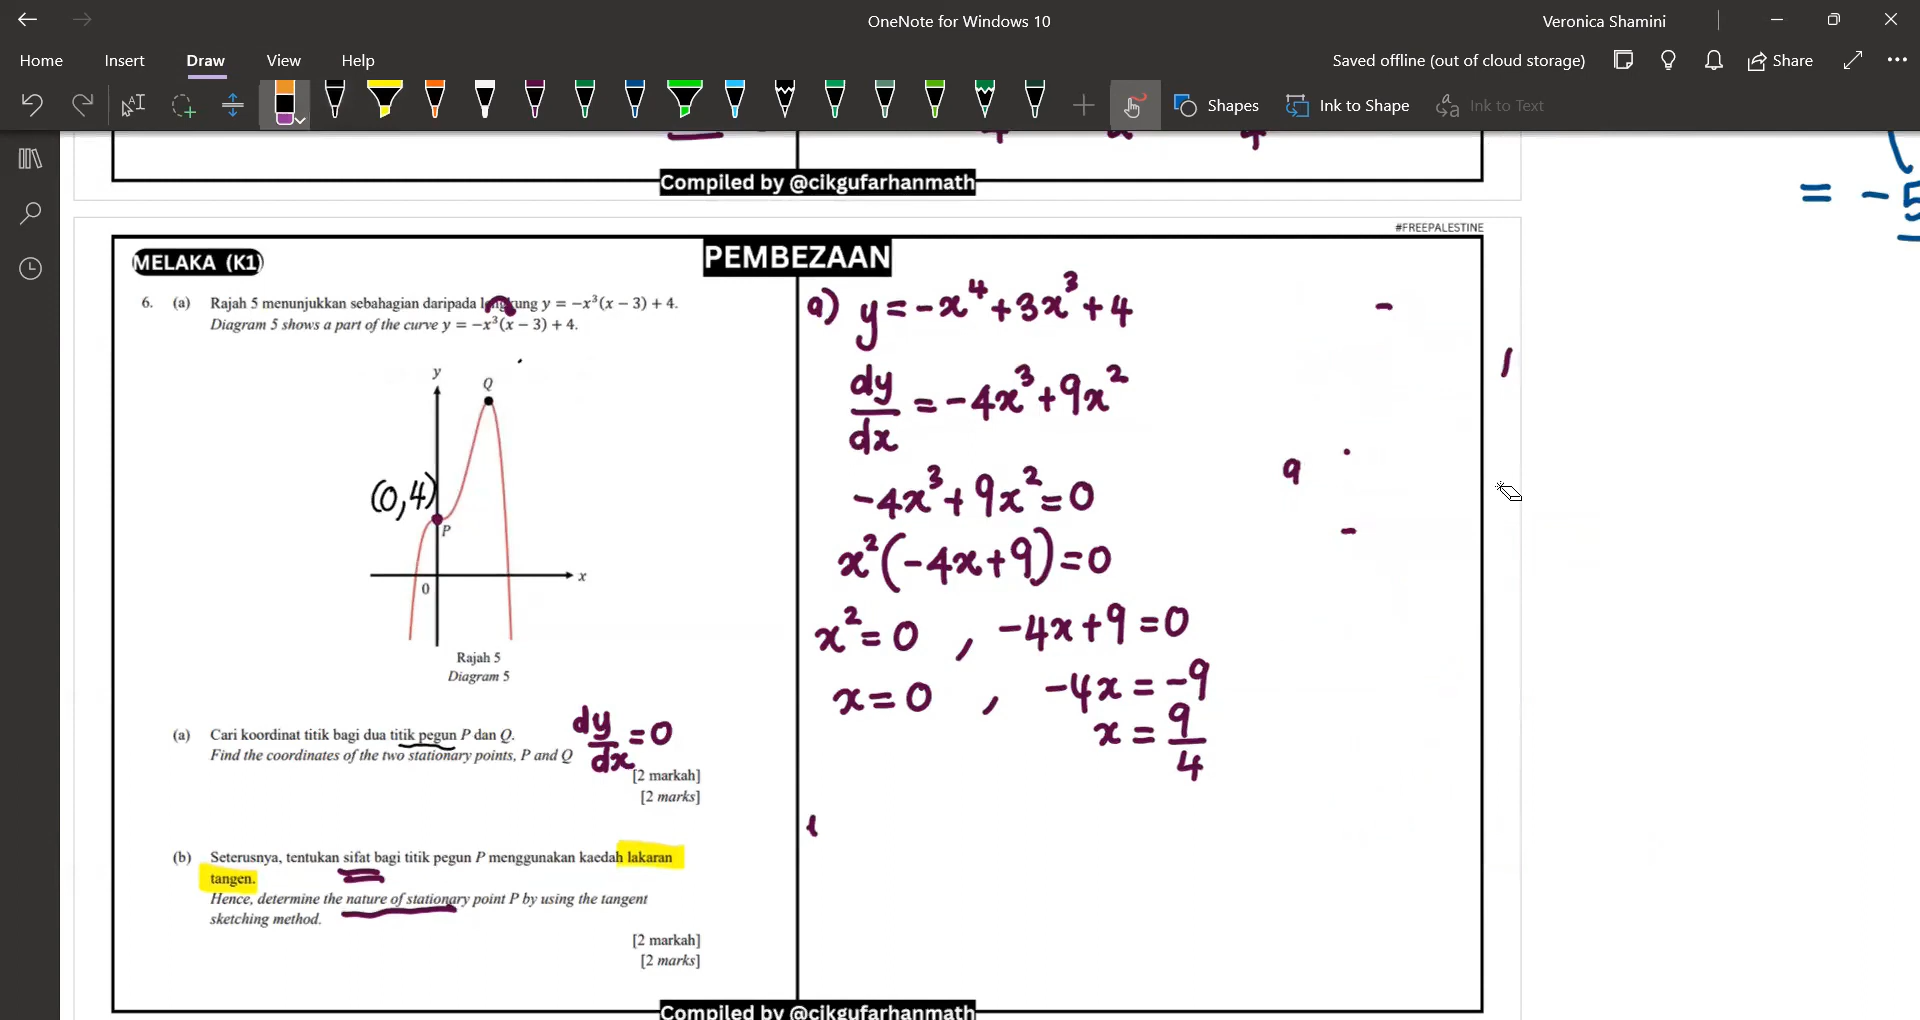 OneNote for Windows 10
Veronica Shamini
Home Insert Draw View Help
Saved offline (out of cloud storage)
Share
Shapes
Ink to Shape
Ink to Text
Compiled by @cikgufarhanmath
= -5
#FREEPALESTINE
MELAKA (K1)
PEMBEZAAN
6. (a) Rajah 5 menunjukkan sebahagian daripada lengkung y = −x³(x − 3) + 4.
Diagram 5 shows a part of the curve y = −x³(x − 3) + 4.
y
Q
(0,4)
P
0
x
Rajah 5
Diagram 5
(a) Cari koordinat titik bagi dua titik pegun P dan Q.
Find the coordinates of the two stationary points, P and Q
dy/dx = 0
[2 markah]
[2 marks]
(b) Seterusnya, tentukan sifat bagi titik pegun P menggunakan kaedah lakaran
tangen.
Hence, determine the nature of stationary point P by using the tangent
sketching method.
[2 markah]
[2 marks]
a) y = -x⁴ + 3x³ + 4
dy/dx = -4x³ + 9x²
-4x³ + 9x² = 0
x²(-4x + 9) = 0
x² = 0 , -4x + 9 = 0
x = 0 , -4x = -9
x = 9/4
9
Compiled by @cikgufarhanmath